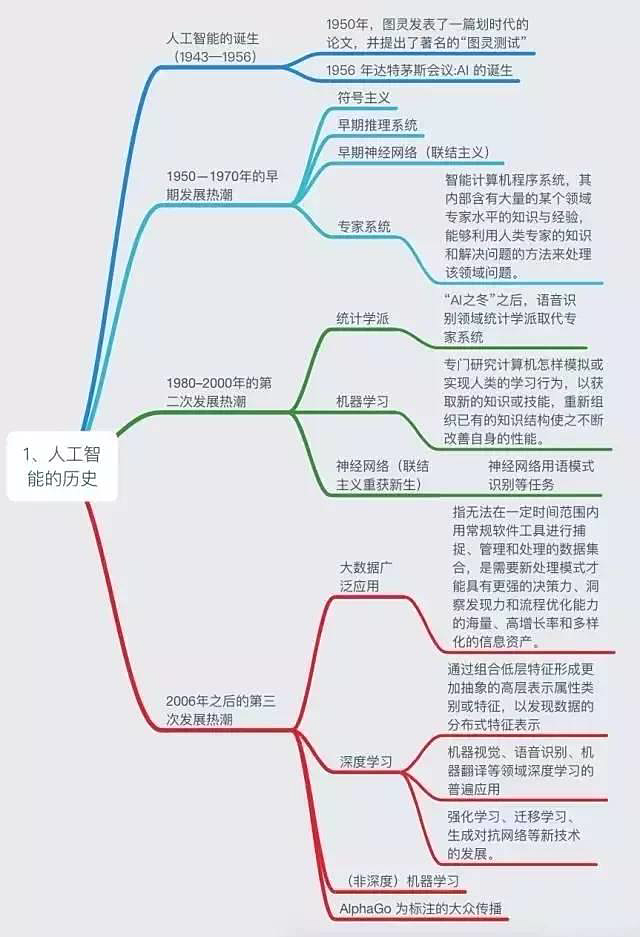 人工智能的诞生
（1943—1956）
1950年，图灵发表了一篇划时代的
论文，并提出了著名的“图灵测试”
1956 年达特茅斯会议:AI 的诞生
1950－1970年的早
期发展热潮
符号主义
早期推理系统
早期神经网络（联结主义）
专家系统
智能计算机程序系统，其
内部含有大量的某个领域
专家水平的知识与经验，
能够利用人类专家的知识
和解决问题的方法来处理
该领域问题。
1980–2000年的第
二次发展热潮
统计学派
“AI之冬”之后，语音识
别领域统计学派取代专
家系统
机器学习
专门研究计算机怎样模拟或
实现人类的学习行为，以获
取新的知识或技能，重新组
织已有的知识结构使之不断
改善自身的性能。
神经网络（联结
主义重获新生）
神经网络用语模式
识别等任务
1、人工智
能的历史
2006年之后的第三
次发展热潮
大数据广
泛应用
指无法在一定时间范围内
用常规软件工具进行捕
捉、管理和处理的数据集
合，是需要新处理模式才
能具有更强的决策力、洞
察发现力和流程优化能力
的海量、高增长率和多样
化的信息资产。
深度学习
通过组合低层特征形成更
加抽象的高层表示属性类
别或特征，以发现数据的
分布式特征表示
机器视觉、语音识别、机
器翻译等领域深度学习的
普遍应用
强化学习、迁移学习、
生成对抗网络等新技术
的发展。
（非深度）机器学习
AlphaGo 为标注的大众传播